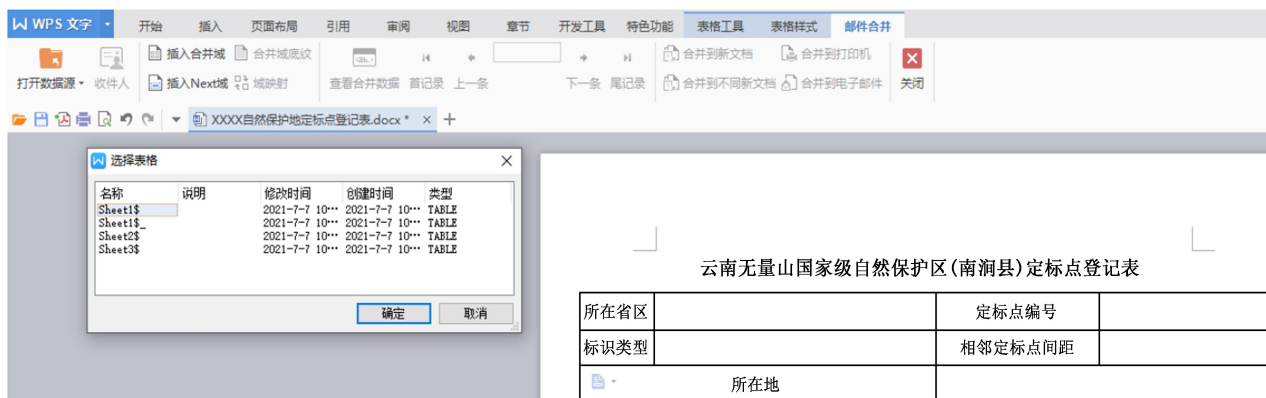 WPS 文字 开始 插入 页面布局 引用 审阅 视图 章节 开发工具 特色功能 表格工具 表格样式 邮件合并
插入合并域 合并域底纹 合并到新文档 合并到打印机
打开数据源 收件人 插入Next域 域映射 查看合并数据 首记录 上一条 下一条 尾记录 合并到不同新文档 合并到电子邮件 关闭
XXXX自然保护地定标点登记表.docx * × +
选择表格
名称 说明 修改时间 创建时间 类型
Sheet1$ 2021-7-7 10··· 2021-7-7 10··· TABLE
Sheet1$_ 2021-7-7 10··· 2021-7-7 10··· TABLE
Sheet2$ 2021-7-7 10··· 2021-7-7 10··· TABLE
Sheet3$ 2021-7-7 10··· 2021-7-7 10··· TABLE
确定 取消
云南无量山国家级自然保护区(南涧县)定标点登记表
所在省区 定标点编号
标识类型 相邻定标点间距
所在地